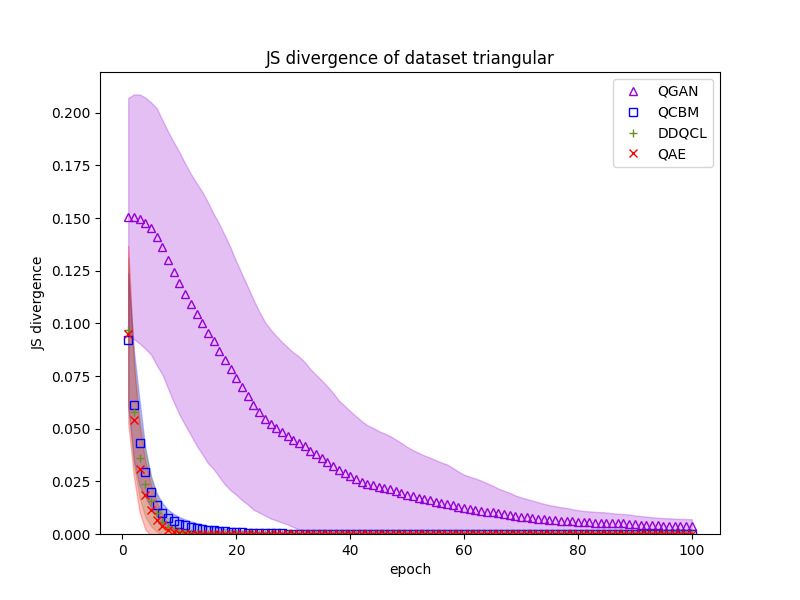 JS divergence of dataset triangular
QGAN
QCBM
DDQCL
QAE
JS divergence
0.200
0.175
0.150
0.125
0.100
0.075
0.050
0.025
0.000
0
20
40
60
80
100
epoch